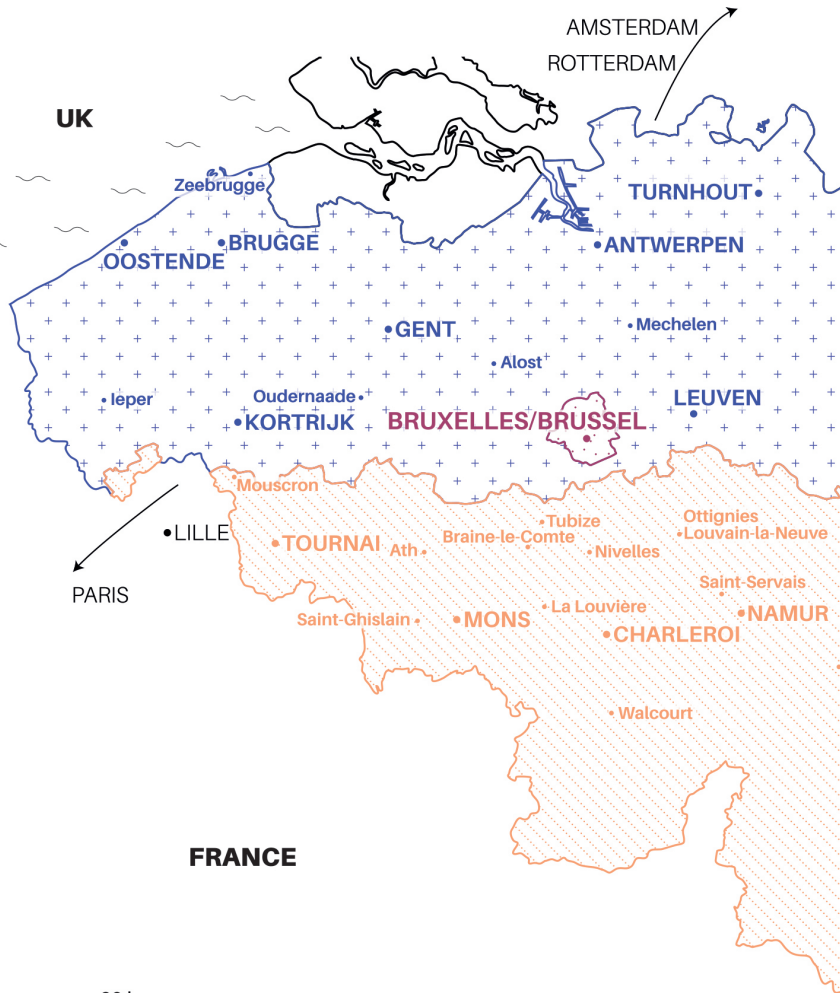 AMSTERDAM
ROTTERDAM
UK
Zeebrugge
TURNHOUT
BRUGGE
OOSTENDE
ANTWERPEN
GENT
Mechelen
Alost
Ieper
Oudernaade
LEUVEN
KORTRIJK
BRUXELLES/BRUSSEL
Mouscron
LILLE
TOURNAI
Ath
Tubize
Braine-le-Comte
Nivelles
Ottignies
Louvain-la-Neuve
PARIS
Saint-Servais
Saint-Ghislain
MONS
La Louvière
NAMUR
CHARLEROI
Walcourt
FRANCE